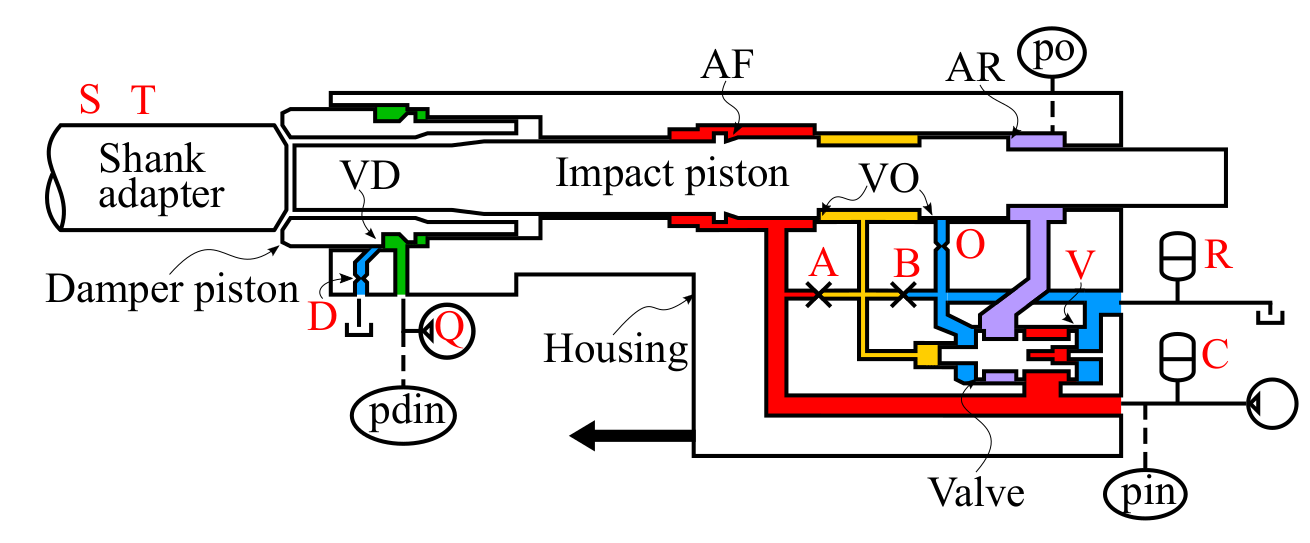 po
AF
AR
S T
Shank
adapter
VD
Impact piston
VO
O
A
B
V
R
Damper piston
D
Q
Housing
C
pdin
Valve
pin